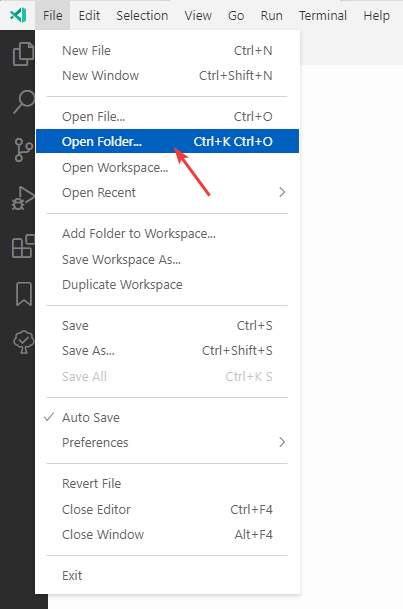 File Edit Selection View Go Run Terminal Help
New File Ctrl+N
New Window Ctrl+Shift+N
Open File... Ctrl+O
Open Folder... Ctrl+K Ctrl+O
Open Workspace...
Open Recent
Add Folder to Workspace...
Save Workspace As...
Duplicate Workspace
Save Ctrl+S
Save As... Ctrl+Shift+S
Save All Ctrl+K S
Auto Save
Preferences
Revert File
Close Editor Ctrl+F4
Close Window Alt+F4
Exit